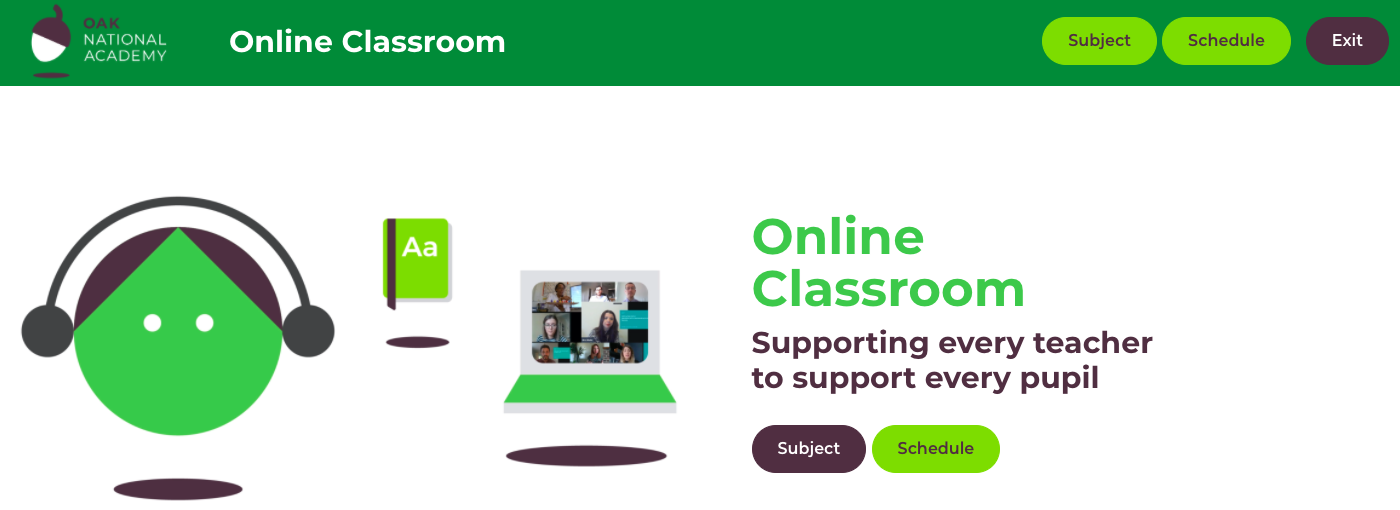 OAK
NATIONAL
ACADEMY
Online Classroom
Subject
Schedule
Exit
Aa
Online
Classroom
Supporting every teacher
to support every pupil
Subject
Schedule